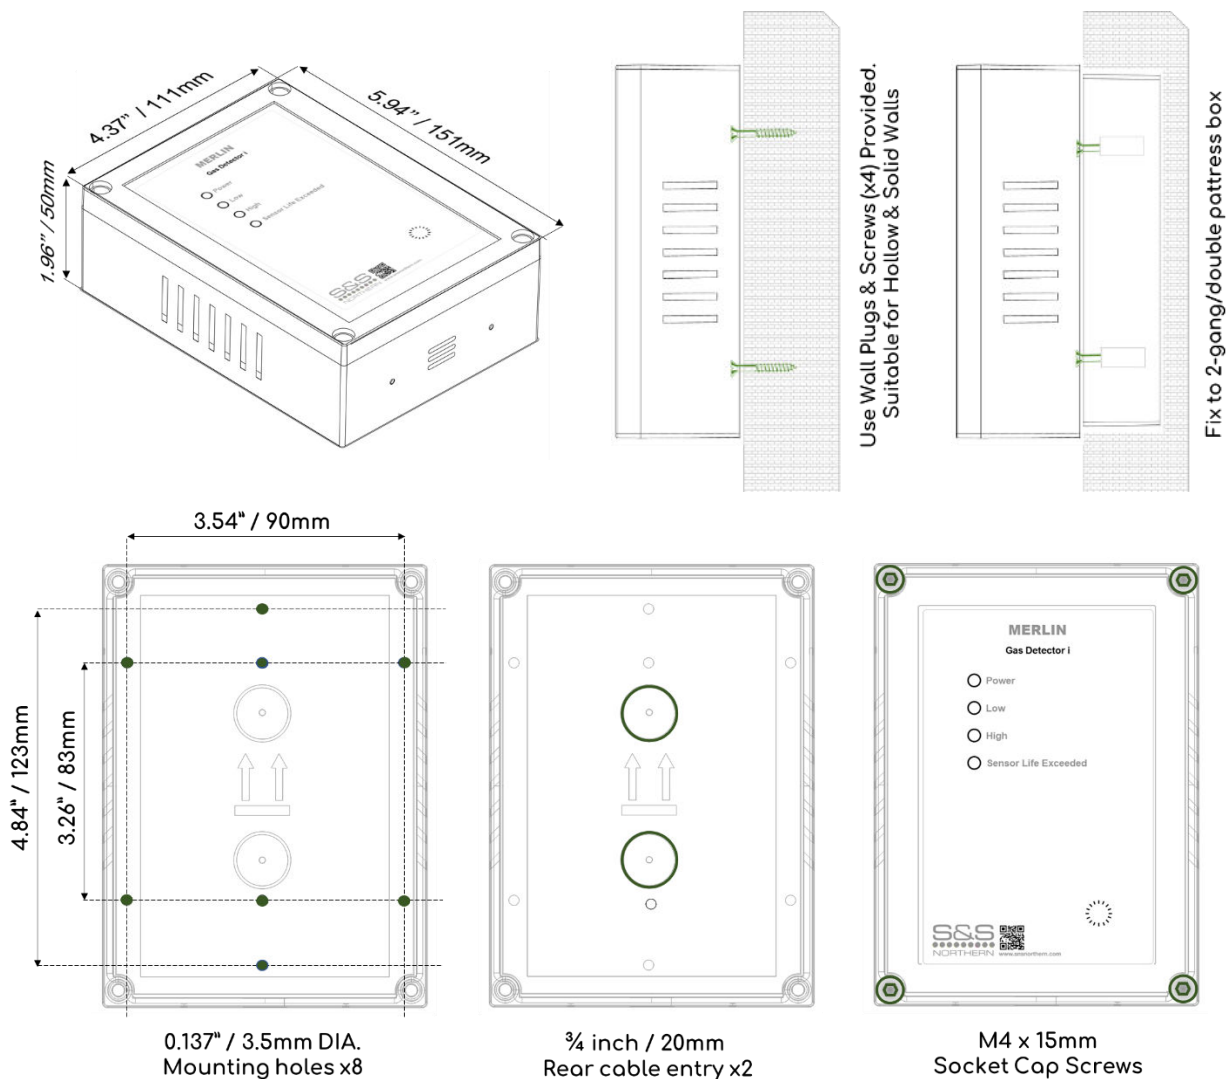 4.37" / 111mm
5.94" / 151mm
1.96" / 50mm
MERLIN
Gas Detector i
Power
Low
High
Sensor Life Exceeded
S&S
NORTHERN
Use Wall Plugs & Screws (x4) Provided.
Suitable for Hollow & Solid Walls
Fix to 2-gang/double pattress box
3.54" / 90mm
4.84" / 123mm
3.26" / 83mm
0.137" / 3.5mm DIA.
Mounting holes x8
¾ inch / 20mm
Rear cable entry x2
MERLIN
Gas Detector i
Power
Low
High
Sensor Life Exceeded
S&S
NORTHERN www.snsnorthern.com
M4 x 15mm
Socket Cap Screws